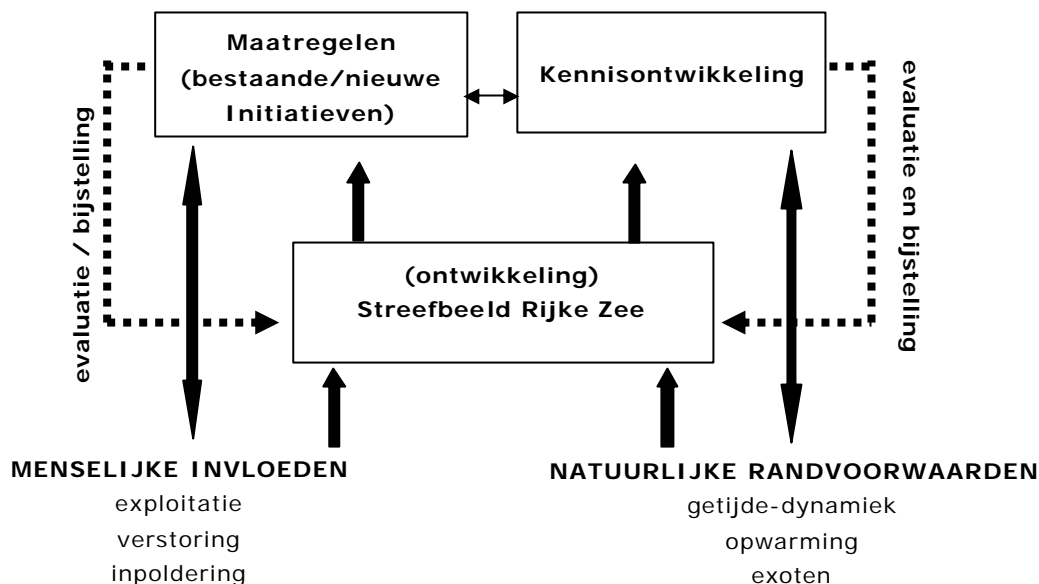 Maatregelen
(bestaande/nieuwe
Initiatieven)
Kennisontwikkeling
evaluatie / bijstelling
evaluatie en bijstelling
(ontwikkeling)
Streefbeeld Rijke Zee
MENSELIJKE INVLOEDEN
exploitatie
verstoring
inpoldering
NATUURLIJKE RANDVOORWAARDEN
getijde-dynamiek
opwarming
exoten